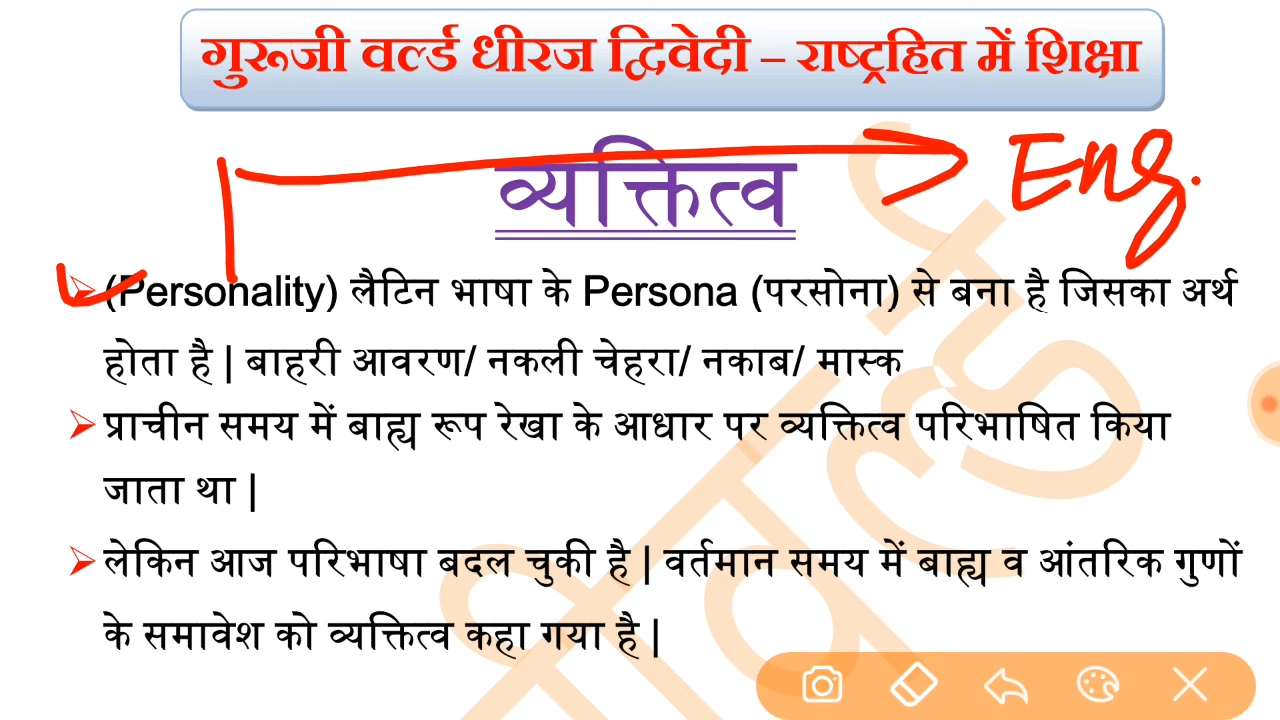 गुरूजी वर्ल्ड धीरज द्विवेदी – राष्ट्रहित में शिक्षा
व्यक्तित्व
Eng.
(Personality) लैटिन भाषा के Persona (परसोना) से बना है जिसका अर्थ
होता है | बाहरी आवरण/ नकली चेहरा/ नकाब/ मास्क
प्राचीन समय में बाह्य रूप रेखा के आधार पर व्यक्तित्व परिभाषित किया
जाता था |
लेकिन आज परिभाषा बदल चुकी है | वर्तमान समय में बाह्य व आंतरिक गुणों
के समावेश को व्यक्तित्व कहा गया है |